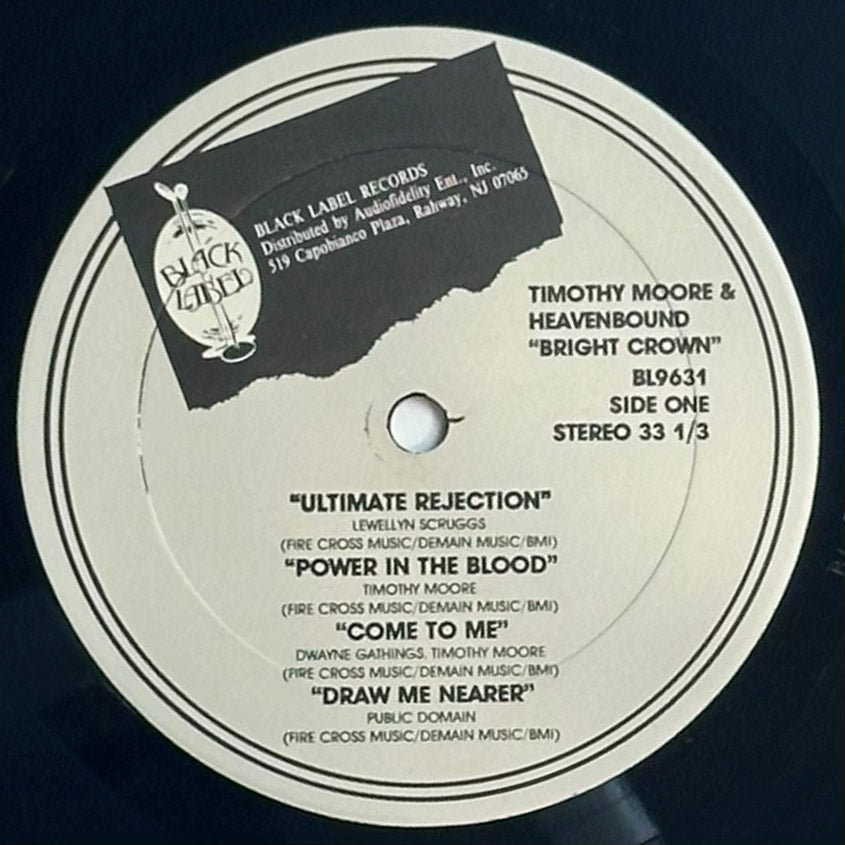 BLACK LABEL
BLACK LABEL RECORDS
Distributed by Audiofidelity Ent., Inc.
519 Capobianco Plaza, Rahway, NJ 07065
TIMOTHY MOORE &
HEAVENBOUND
“BRIGHT CROWN”
BL9631
SIDE ONE
STEREO 33 1/3
“ULTIMATE REJECTION”
LEWELLYN SCRUGGS
(FIRE CROSS MUSIC/DEMAIN MUSIC/BMI)
“POWER IN THE BLOOD”
TIMOTHY MOORE
(FIRE CROSS MUSIC/DEMAIN MUSIC/BMI)
“COME TO ME”
DWAYNE GATHINGS, TIMOTHY MOORE
(FIRE CROSS MUSIC/DEMAIN MUSIC/BMI)
“DRAW ME NEARER”
PUBLIC DOMAIN
(FIRE CROSS MUSIC/DEMAIN MUSIC/BMI)